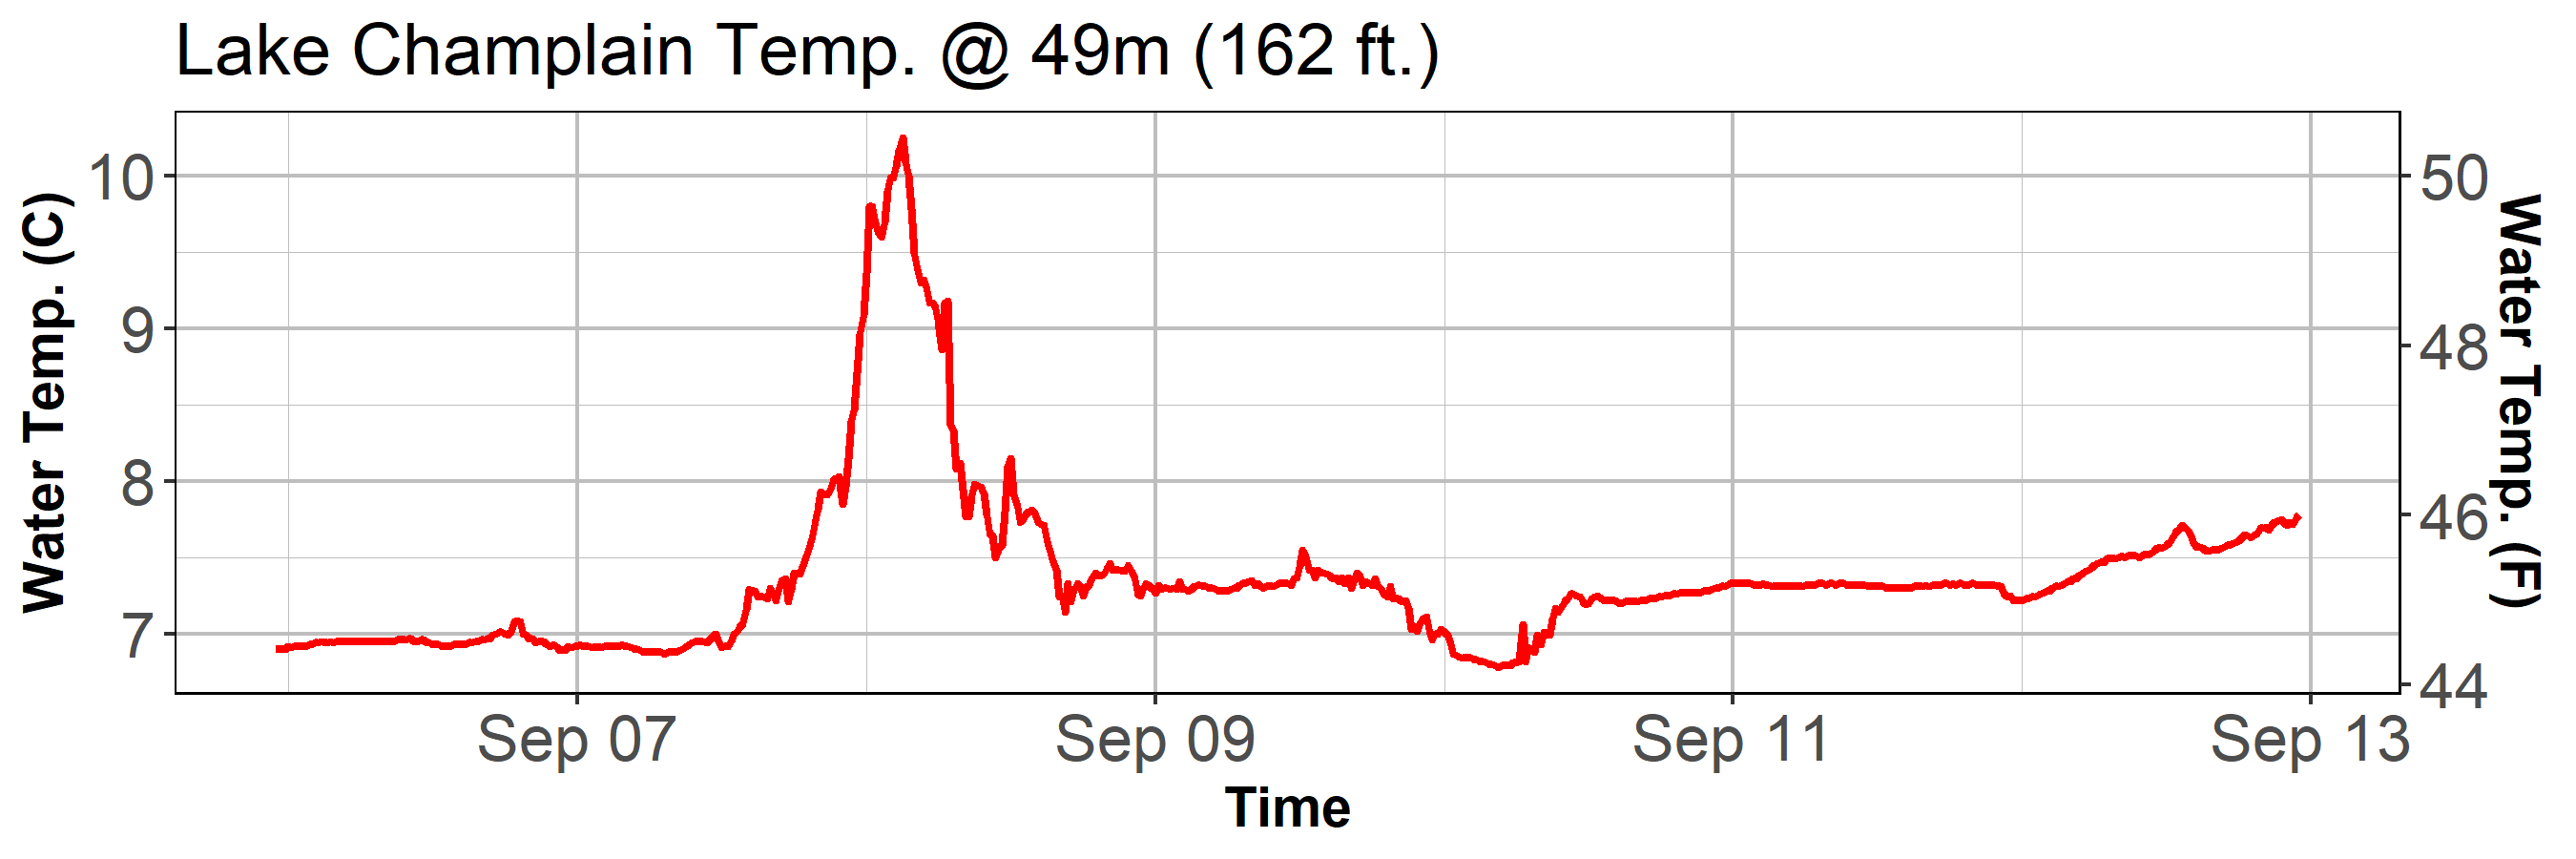 Lake Champlain Temp. @ 49m (162 ft.)
Water Temp. (C)
10
9
8
7
50
48
46
44
Water Temp. (F)
Sep 07
Sep 09
Sep 11
Sep 13
Time